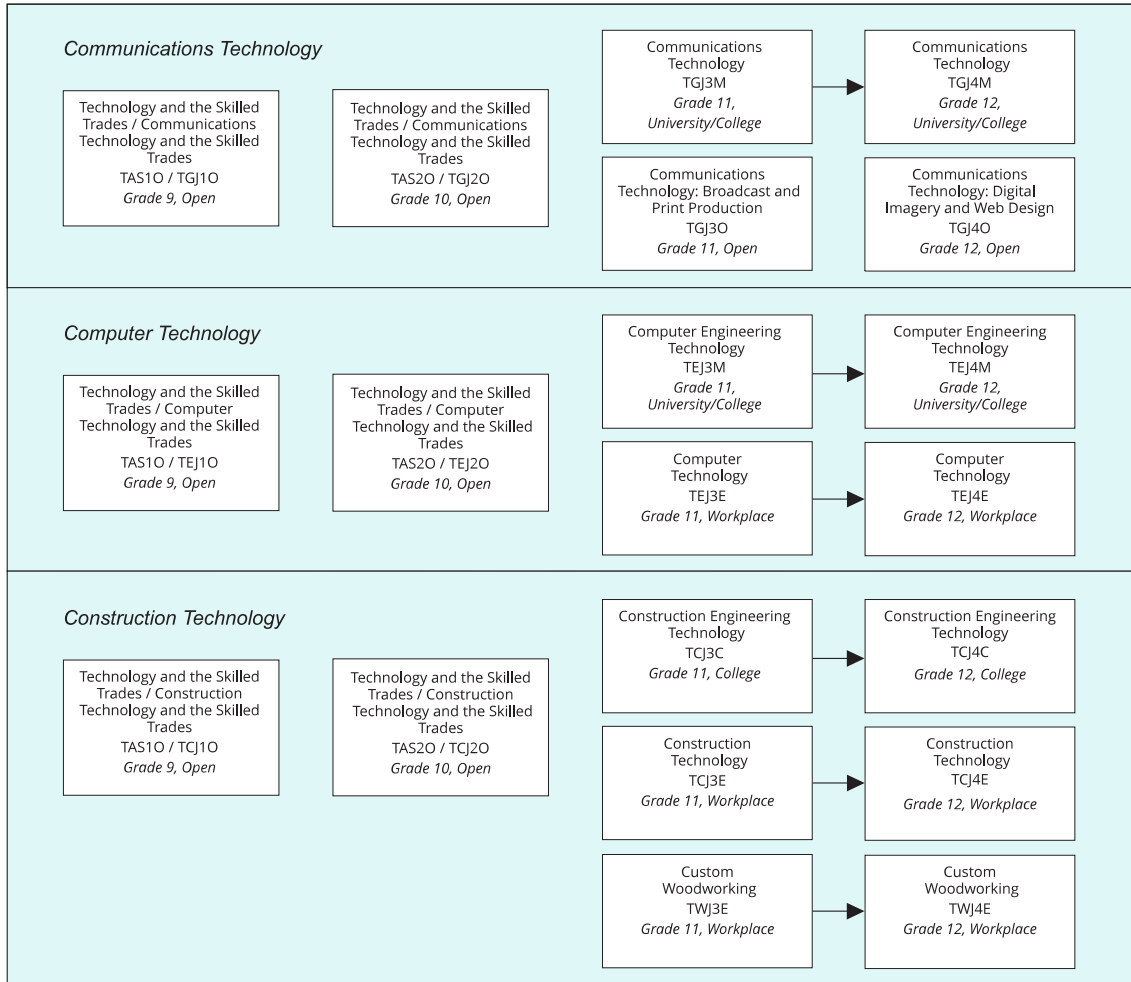 Communications Technology
Technology and the Skilled
Trades / Communications
Technology and the Skilled
Trades
TAS1O / TGJ1O
Grade 9, Open
Technology and the Skilled
Trades / Communications
Technology and the Skilled
Trades
TAS2O / TGJ2O
Grade 10, Open
Communications
Technology
TGJ3M
Grade 11,
University/College
Communications
Technology
TGJ4M
Grade 12,
University/College
Communications
Technology: Broadcast and
Print Production
TGJ3O
Grade 11, Open
Communications
Technology: Digital
Imagery and Web Design
TGJ4O
Grade 12, Open
Computer Technology
Technology and the Skilled
Trades / Computer
Technology and the Skilled
Trades
TAS1O / TEJ1O
Grade 9, Open
Technology and the Skilled
Trades / Computer
Technology and the Skilled
Trades
TAS2O / TEJ2O
Grade 10, Open
Computer Engineering
Technology
TEJ3M
Grade 11,
University/College
Computer Engineering
Technology
TEJ4M
Grade 12,
University/College
Computer
Technology
TEJ3E
Grade 11, Workplace
Computer
Technology
TEJ4E
Grade 12, Workplace
Construction Technology
Technology and the Skilled
Trades / Construction
Technology and the Skilled
Trades
TAS1O / TCJ1O
Grade 9, Open
Technology and the Skilled
Trades / Construction
Technology and the Skilled
Trades
TAS2O / TCJ2O
Grade 10, Open
Construction Engineering
Technology
TCJ3C
Grade 11, College
Construction Engineering
Technology
TCJ4C
Grade 12, College
Construction
Technology
TCJ3E
Grade 11, Workplace
Construction
Technology
TCJ4E
Grade 12, Workplace
Custom
Woodworking
TWJ3E
Grade 11, Workplace
Custom
Woodworking
TWJ4E
Grade 12, Workplace